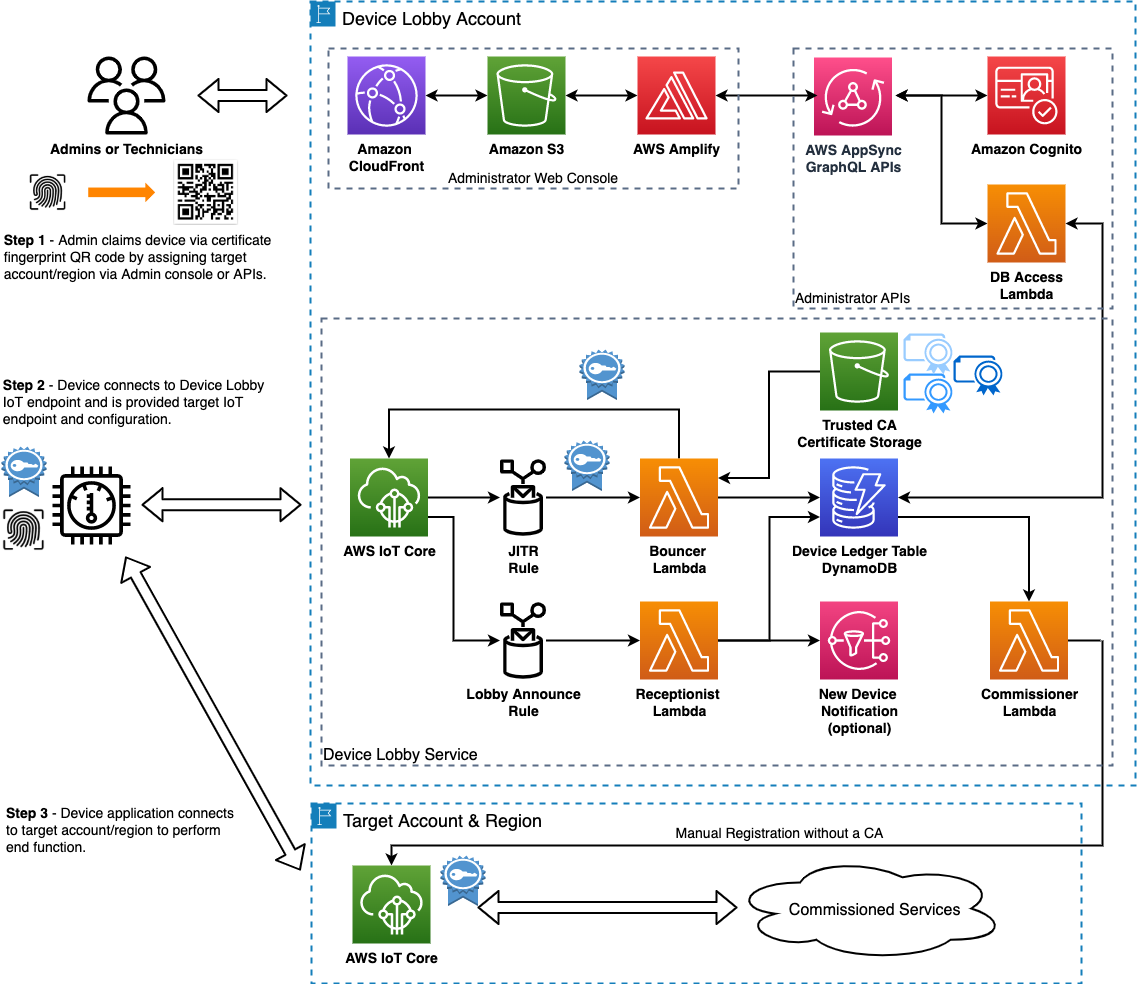 Device Lobby Account
Admins or Technicians
Amazon
CloudFront
Amazon S3
AWS Amplify
Administrator Web Console
AWS AppSync
GraphQL APIs
Amazon Cognito
DB Access
Lambda
Administrator APIs
Step 1 - Admin claims device via certificate
fingerprint QR code by assigning target
account/region via Admin console or APIs.
Step 2 - Device connects to Device Lobby
IoT endpoint and is provided target IoT
endpoint and configuration.
Trusted CA
Certificate Storage
AWS IoT Core
JITR
Rule
Bouncer
Lambda
Device Ledger Table
DynamoDB
Lobby Announce
Rule
Receptionist
Lambda
New Device
Notification
(optional)
Commissioner
Lambda
Device Lobby Service
Step 3 - Device application connects
to target account/region to perform
end function.
Target Account & Region
Manual Registration without a CA
AWS IoT Core
Commissioned Services